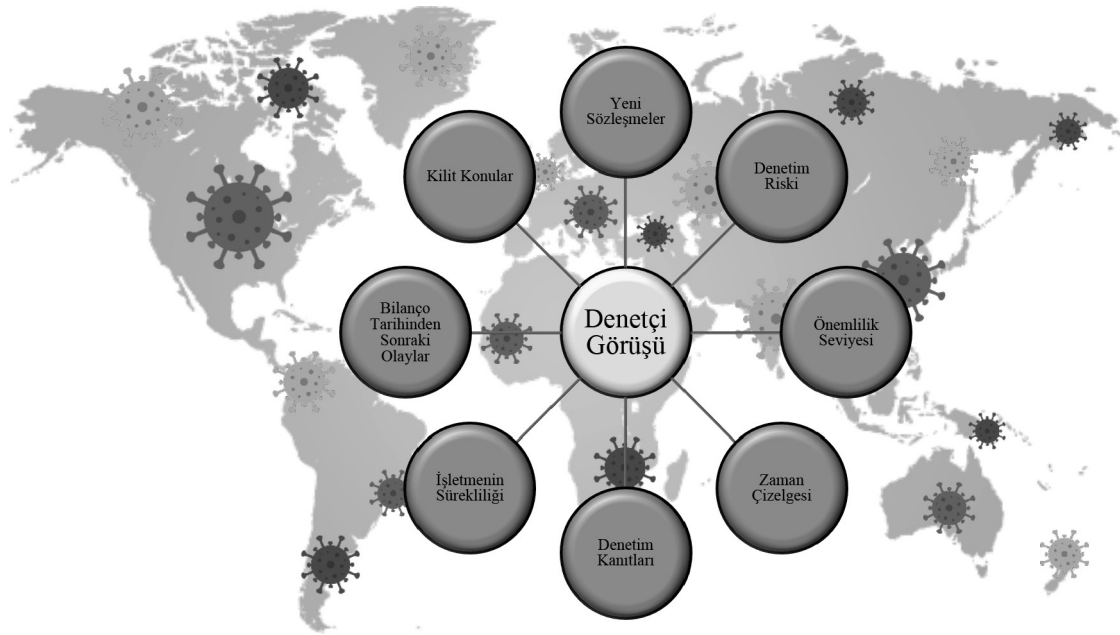 Yeni
Sözleşmeler
Kilit Konular
Denetim
Riski
Bilanço
Tarihinden
Sonraki
Olaylar
Denetçi
Görüşü
Önemlilik
Seviyesi
İşletmenin
Sürekliliği
Zaman
Çizelgesi
Denetim
Kanıtları